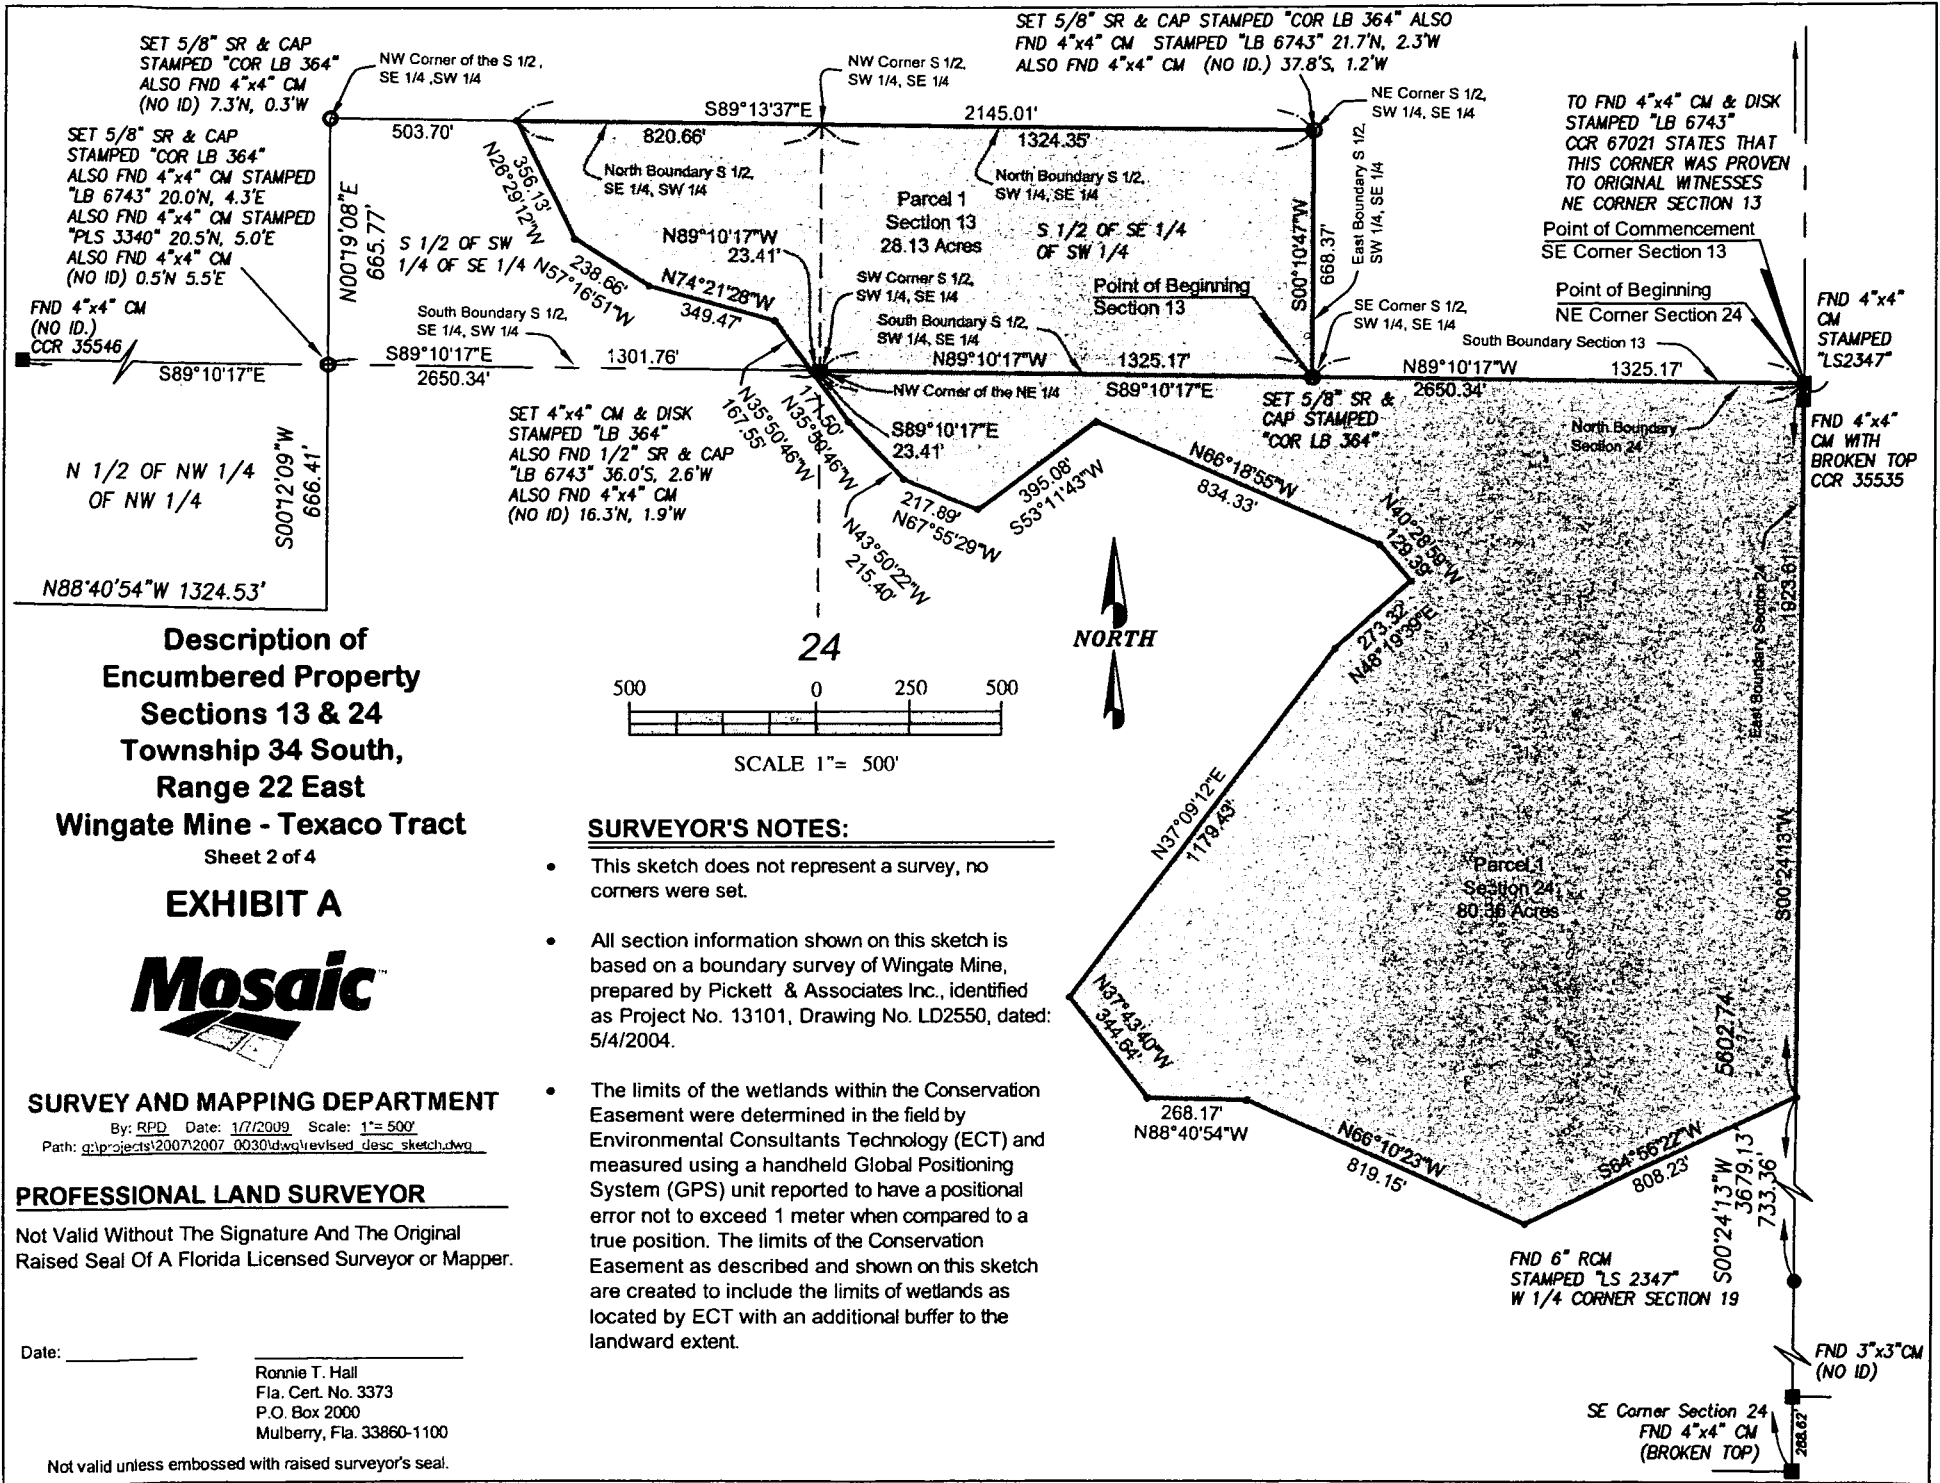 SET 5/8" SR & CAP
STAMPED "COR LB 364"
ALSO FND 4"x4" CM
(NO ID) 7.3'N, 0.3'W
NW Corner of the S 1/2,
SE 1/4 ,SW 1/4
NW Corner S 1/2,
SW 1/4, SE 1/4
SET 5/8" SR & CAP STAMPED "COR LB 364" ALSO
FND 4"x4" CM STAMPED "LB 6743" 21.7'N, 2.3'W
ALSO FND 4"x4" CM (NO ID.) 37.8'S, 1.2'W
NE Corner S 1/2,
SW 1/4, SE 1/4
TO FND 4"x4" CM & DISK
STAMPED "LB 6743"
CCR 67021 STATES THAT
THIS CORNER WAS PROVEN
TO ORIGINAL WITNESSES
NE CORNER SECTION 13
Point of Commencement
SE Corner Section 13
Point of Beginning
NE Corner Section 24
FND 4"x4"
CM
STAMPED
"LS2347"
FND 4"x4"
CM WITH
BROKEN TOP
CCR 35535
SET 5/8" SR & CAP
STAMPED "COR LB 364"
ALSO FND 4"x4" CM STAMPED
"LB 6743" 20.0'N, 4.3'E
ALSO FND 4"x4" CM STAMPED
"PLS 3340" 20.5'N, 5.0'E
ALSO FND 4"x4" CM
(NO ID) 0.5'N 5.5'E
FND 4"x4" CM
(NO ID.)
CCR 35546
S89°10'17"E
503.70'
820.66'
S89°13'37"E
2145.01'
1324.35'
North Boundary S 1/2,
SE 1/4, SW 1/4
North Boundary S 1/2,
SW 1/4, SE 1/4
N00°19'08"E
665.77'
356.13'
N26°29'12"W
S 1/2 OF SW
1/4 OF SE 1/4
238.66'
N57°16'51"W
N74°21'28"W
349.47'
N89°10'17"W
23.41'
Parcel 1
Section 13
28.13 Acres
S 1/2 OF SE 1/4
OF SW 1/4
S00°10'47"W
668.37'
East Boundary S 1/2,
SW 1/4, SE 1/4
SW Corner S 1/2,
SW 1/4, SE 1/4
Point of Beginning
Section 13
SE Corner S 1/2,
SW 1/4, SE 1/4
South Boundary S 1/2,
SE 1/4, SW 1/4
S89°10'17"E
1301.76'
2650.34'
South Boundary S 1/2,
SW 1/4, SE 1/4
N89°10'17"W
1325.17'
S89°10'17"E
NW Corner of the NE 1/4
South Boundary Section 13
N89°10'17"W
1325.17'
2650.34'
North Boundary
Section 24
SET 5/8" SR &
CAP STAMPED
"COR LB 364"
SET 4"x4" CM & DISK
STAMPED "LB 364"
ALSO FND 1/2" SR & CAP
"LB 6743" 36.0'S, 2.6'W
ALSO FND 4"x4" CM
(NO ID) 16.3'N, 1.9'W
N35°50'46"W
167.55'
171.50'
N35°50'46"W
S89°10'17"E
23.41'
N43°50'22"W
215.40'
217.89'
N67°55'29"W
395.08'
S53°11'43"W
N66°18'55"W
834.33'
N40°28'59"W
129.39'
273.32'
N48°19'39"E
N37°09'12"E
1179.43'
N37°43'40"W
344.64'
268.17'
N88°40'54"W
N66°10'23"W
819.15'
S64°56'22"W
808.23'
East Boundary Section 24
1923.61'
S00°24'13"W
5602.74'
S00°24'13"W
3679.13'
733.36'
Parcel 1
Section 24
80.36 Acres
FND 6" RCM
STAMPED "LS 2347"
W 1/4 CORNER SECTION 19
FND 3"x3"CM
(NO ID)
SE Corner Section 24
FND 4"x4" CM
(BROKEN TOP)
288.62'
N 1/2 OF NW 1/4
OF NW 1/4
S00°12'09"W
666.41'
N88°40'54"W 1324.53'
24
NORTH
500 0 250 500
SCALE 1"= 500'
Description of
Encumbered Property
Sections 13 & 24
Township 34 South,
Range 22 East
Wingate Mine - Texaco Tract
Sheet 2 of 4
EXHIBIT A
Mosaic™
SURVEY AND MAPPING DEPARTMENT
By: RPD Date: 1/7/2009 Scale: 1"= 500'
Path: g:\projects\2007\2007_0030\dwg\revised_desc_sketch.dwg
PROFESSIONAL LAND SURVEYOR
Not Valid Without The Signature And The Original
Raised Seal Of A Florida Licensed Surveyor or Mapper.
Date:
Ronnie T. Hall
Fla. Cert. No. 3373
P.O. Box 2000
Mulberry, Fla. 33860-1100
Not valid unless embossed with raised surveyor's seal.
SURVEYOR'S NOTES:
• This sketch does not represent a survey, no
corners were set.
• All section information shown on this sketch is
based on a boundary survey of Wingate Mine,
prepared by Pickett & Associates Inc., identified
as Project No. 13101, Drawing No. LD2550, dated:
5/4/2004.
• The limits of the wetlands within the Conservation
Easement were determined in the field by
Environmental Consultants Technology (ECT) and
measured using a handheld Global Positioning
System (GPS) unit reported to have a positional
error not to exceed 1 meter when compared to a
true position. The limits of the Conservation
Easement as described and shown on this sketch
are created to include the limits of wetlands as
located by ECT with an additional buffer to the
landward extent.